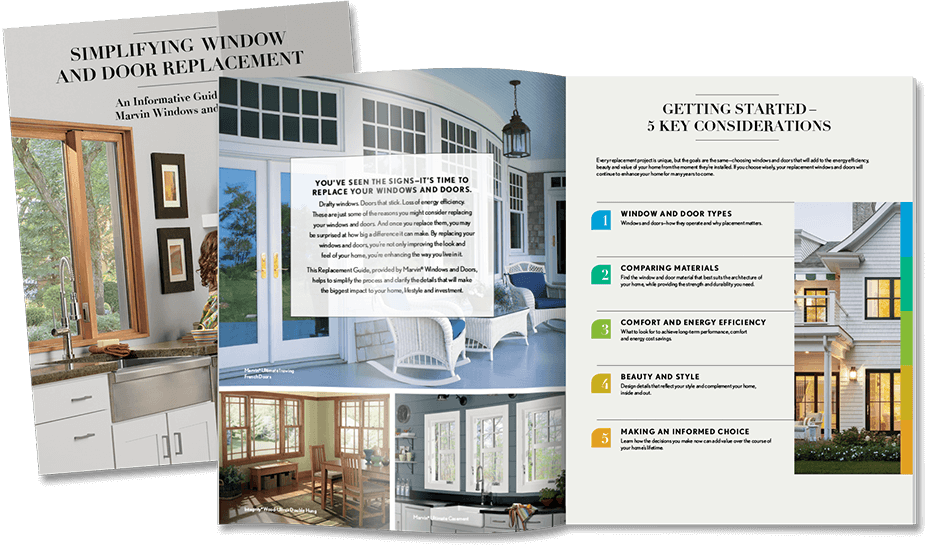 SIMPLIFYING WINDOW
AND DOOR REPLACEMENT
An Informative Guid
Marvin Windows and
YOU'VE SEEN THE SIGNS–IT'S TIME TO
REPLACE YOUR WINDOWS AND DOORS.
Drafty windows. Doors that stick. Loss of energy efficiency.
These are just some of the reasons you might consider replacing
your windows and doors. And once you replace them, you may
be surprised at how big a difference it can make. By replacing your
windows and doors, you're not only improving the look and
feel of your home, you're enhancing the way you live in it.
This Replacement Guide, provided by Marvin® Windows and Doors,
helps to simplify the process and clarify the details that will make
the biggest impact to your home, lifestyle and investment.
Marvin® Ultimate Inswing
French Doors
Integrity® Wood-Ultrex Double Hung
Marvin® Ultimate Casement
GETTING STARTED–
5 KEY CONSIDERATIONS
Every replacement project is unique, but the goals are the same—choosing windows and doors that will add to the energy efficiency,
beauty and value of your home from the moment they're installed. If you choose wisely, your replacement windows and doors will
continue to enhance your home for many years to come.
1 WINDOW AND DOOR TYPES
Windows and doors–how they operate and why placement matters.
2 COMPARING MATERIALS
Find the window and door material that best suits the architecture of
your home, while providing the strength and durability you need.
3 COMFORT AND ENERGY EFFICIENCY
What to look for to achieve long-term performance, comfort
and energy cost savings.
4 BEAUTY AND STYLE
Design details that reflect your style and complement your home,
inside and out.
5 MAKING AN INFORMED CHOICE
Learn how the decisions you make now can add value over the course of
your home's lifetime.